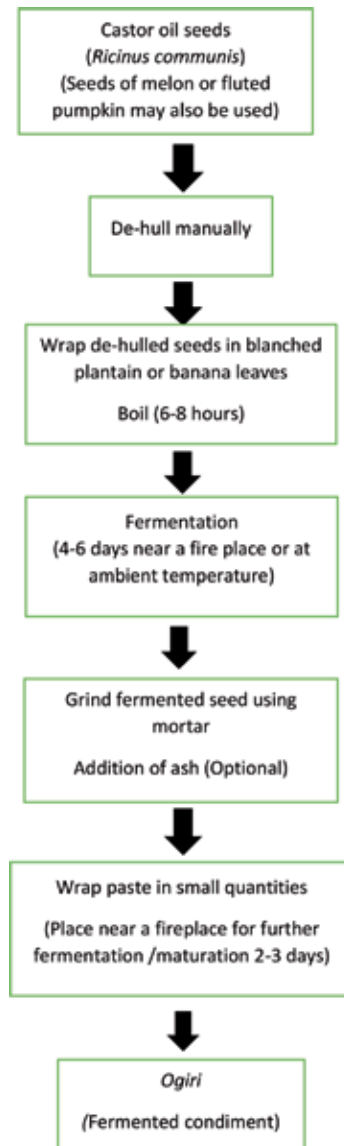 Castor oil seeds
(Ricinus communis)
(Seeds of melon or fluted
pumpkin may also be used)
De-hull manually
Wrap de-hulled seeds in blanched
plantain or banana leaves
Boil (6-8 hours)
Fermentation
(4-6 days near a fire place or at
ambient temperature)
Grind fermented seed using
mortar
Addition of ash (Optional)
Wrap paste in small quantities
(Place near a fireplace for further
fermentation /maturation 2-3 days)
Ogiri
(Fermented condiment)